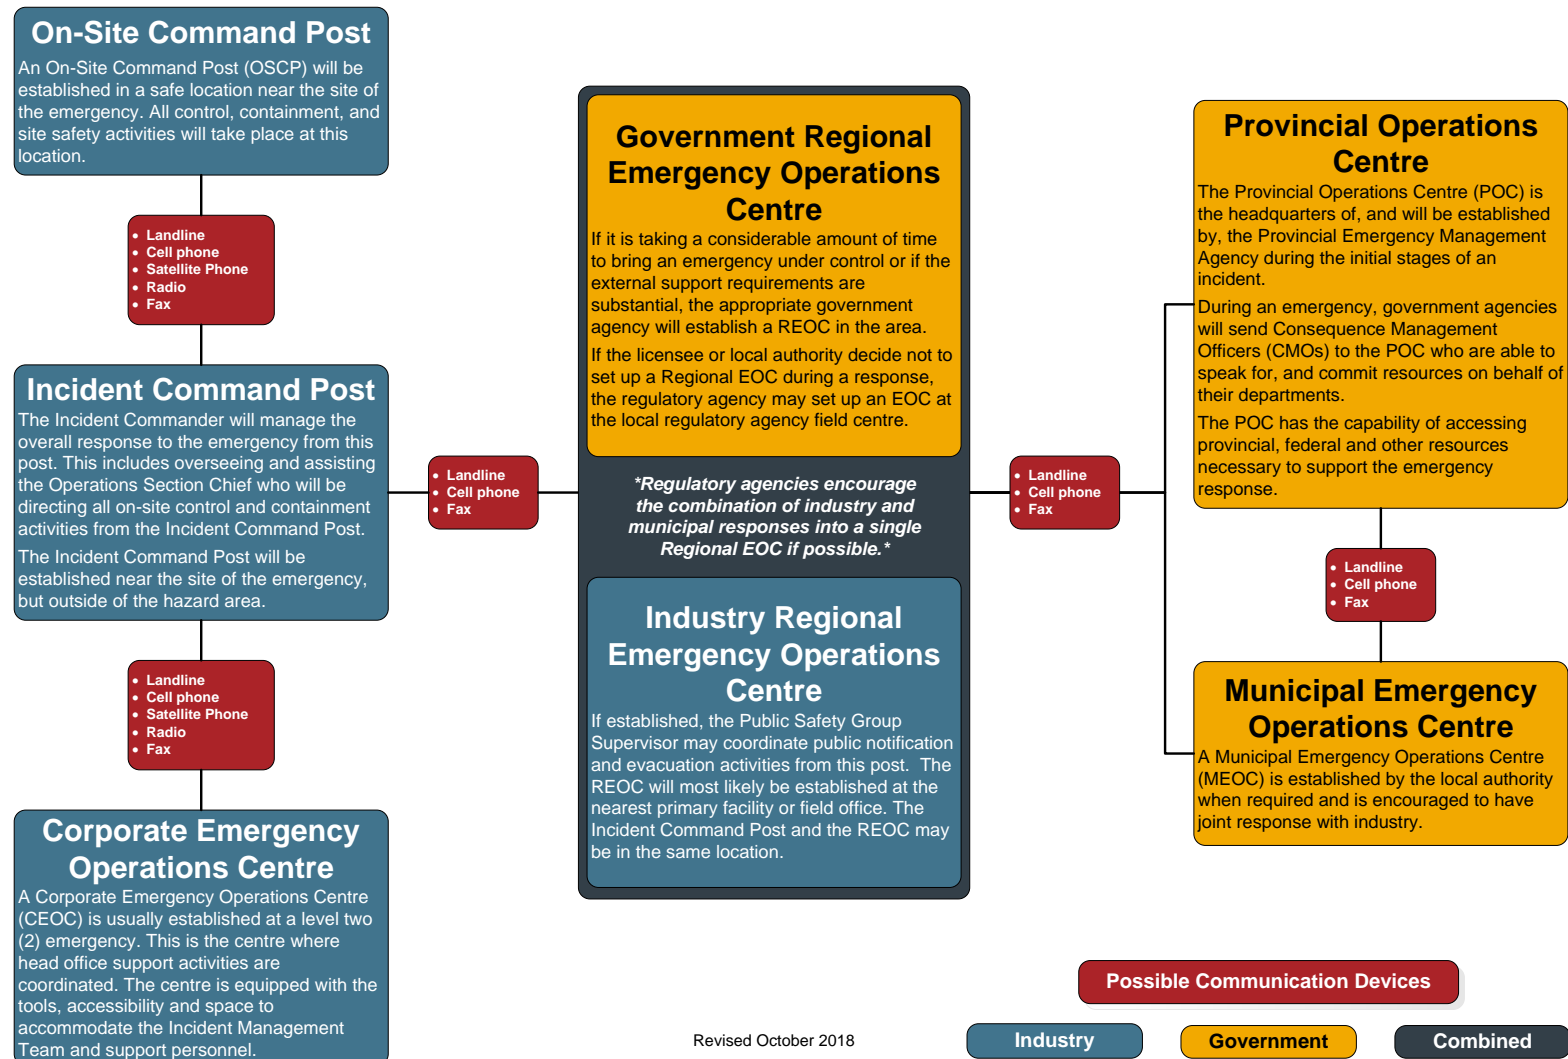 On-Site Command Post
An On-Site Command Post (OSCP) will be
established in a safe location near the site of
the emergency. All control, containment, and
site safety activities will take place at this
location.
• Landline
• Cell phone
• Satellite Phone
• Radio
• Fax
Incident Command Post
The Incident Commander will manage the
overall response to the emergency from this
post. This includes overseeing and assisting
the Operations Section Chief who will be
directing all on-site control and containment
activities from the Incident Command Post.
The Incident Command Post will be
established near the site of the emergency,
but outside of the hazard area.
• Landline
• Cell phone
• Satellite Phone
• Radio
• Fax
Corporate Emergency
Operations Centre
A Corporate Emergency Operations Centre
(CEOC) is usually established at a level two
(2) emergency. This is the centre where
head office support activities are
coordinated. The centre is equipped with the
tools, accessibility and space to
accommodate the Incident Management
Team and support personnel.
• Landline
• Cell phone
• Fax
Government Regional
Emergency Operations
Centre
If it is taking a considerable amount of time
to bring an emergency under control or if the
external support requirements are
substantial, the appropriate government
agency will establish a REOC in the area.
If the licensee or local authority decide not to
set up a Regional EOC during a response,
the regulatory agency may set up an EOC at
the local regulatory agency field centre.
*Regulatory agencies encourage
the combination of industry and
municipal responses into a single
Regional EOC if possible.*
Industry Regional
Emergency Operations
Centre
If established, the Public Safety Group
Supervisor may coordinate public notification
and evacuation activities from this post.  The
REOC will most likely be established at the
nearest primary facility or field office. The
Incident Command Post and the REOC may
be in the same location.
• Landline
• Cell phone
• Fax
Provincial Operations
Centre
The Provincial Operations Centre (POC) is
the headquarters of, and will be established
by, the Provincial Emergency Management
Agency during the initial stages of an
incident.
During an emergency, government agencies
will send Consequence Management
Officers (CMOs) to the POC who are able to
speak for, and commit resources on behalf of
their departments.
The POC has the capability of accessing
provincial, federal and other resources
necessary to support the emergency
response.
• Landline
• Cell phone
• Fax
Municipal Emergency
Operations Centre
A Municipal Emergency Operations Centre
(MEOC) is established by the local authority
when required and is encouraged to have
joint response with industry.
Possible Communication Devices
Revised October 2018
Industry
Government
Combined